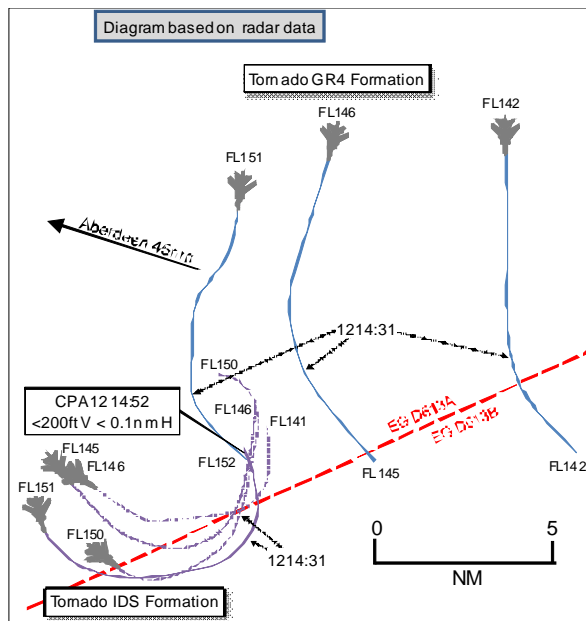 Diagram based on radar data
Tornado GR4 Formation
FL142
FL146
FL151
Aberdeen 45nm
1214:31
FL150
CPA 12 14:52
<200ft V < 0.1nm H
FL146
FL141
EG D613A
EG D613B
FL145
FL146
FL152
FL145
FL142
FL151
FL150
0
5
1214:31
NM
Tornado IDS Formation